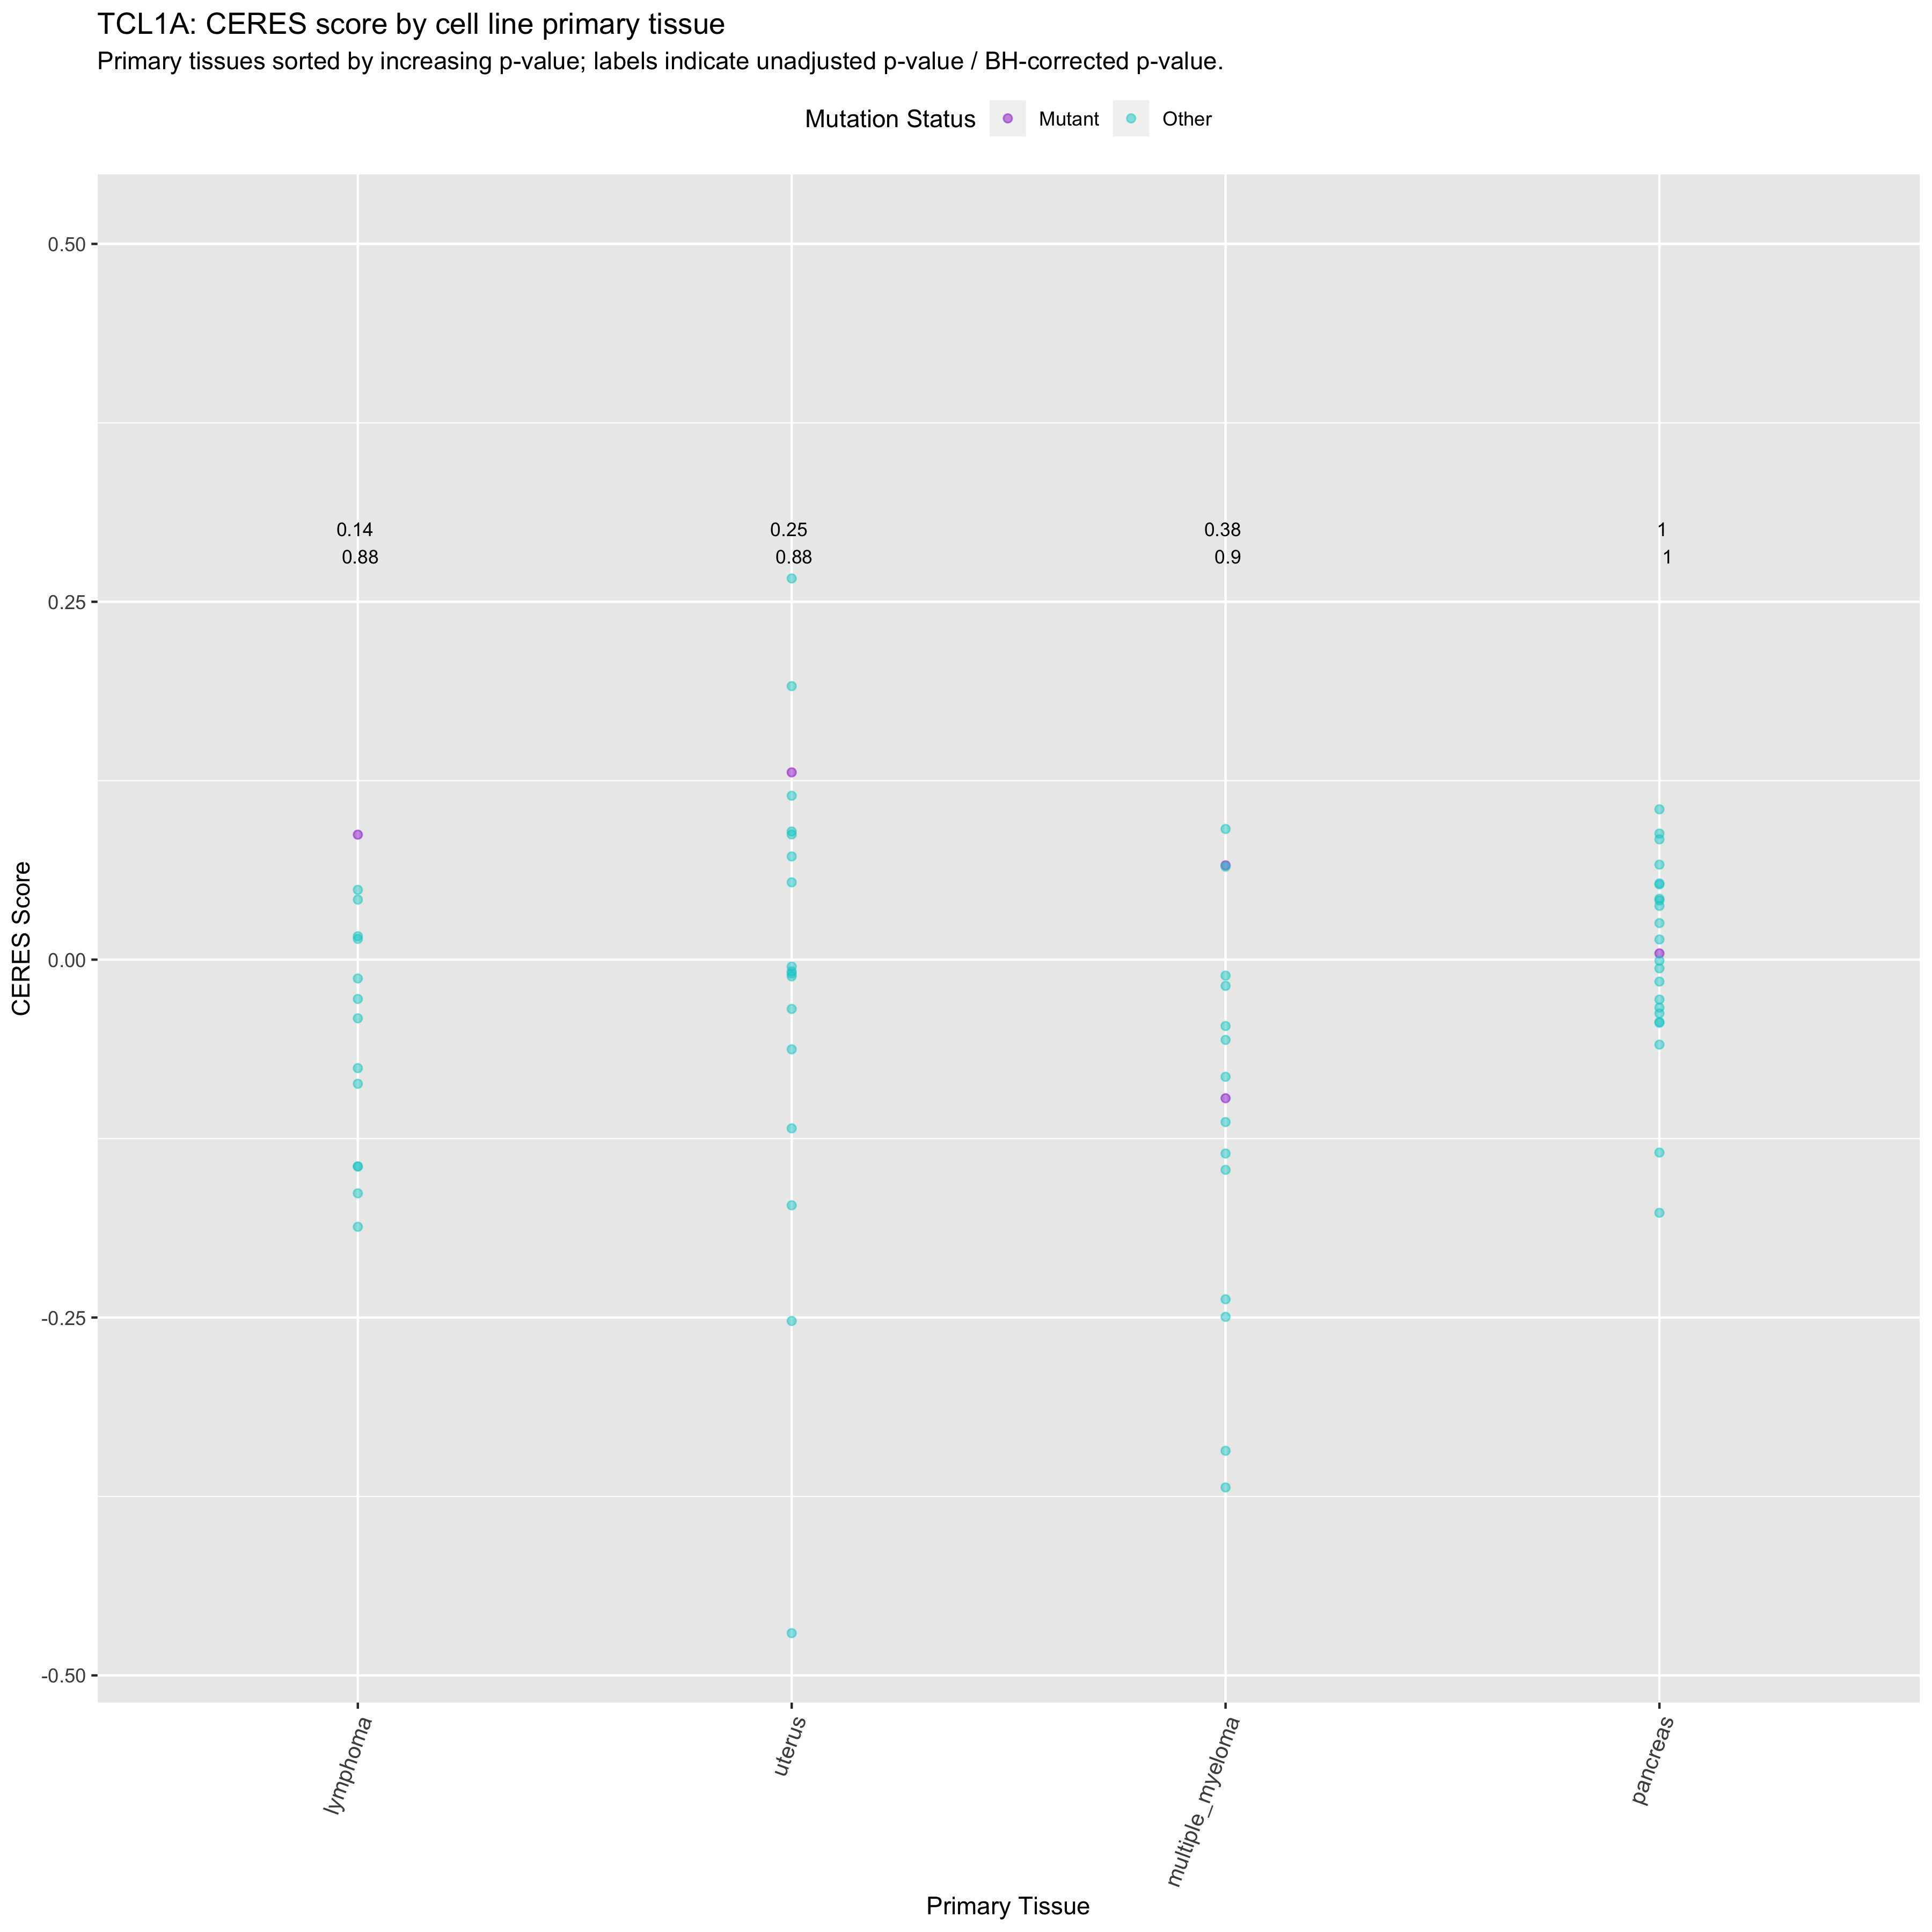 TCL1A: CERES score by cell line primary tissue
Primary tissues sorted by increasing p-value; labels indicate unadjusted p-value / BH-corrected p-value.
Mutation Status Mutant Other
0.50
0.14 0.25 0.38 1
0.88 0.88 0.9 1
0.25
0.00
-0.25
-0.50
CERES Score
lymphoma
uterus
multiple_myeloma
pancreas
Primary Tissue